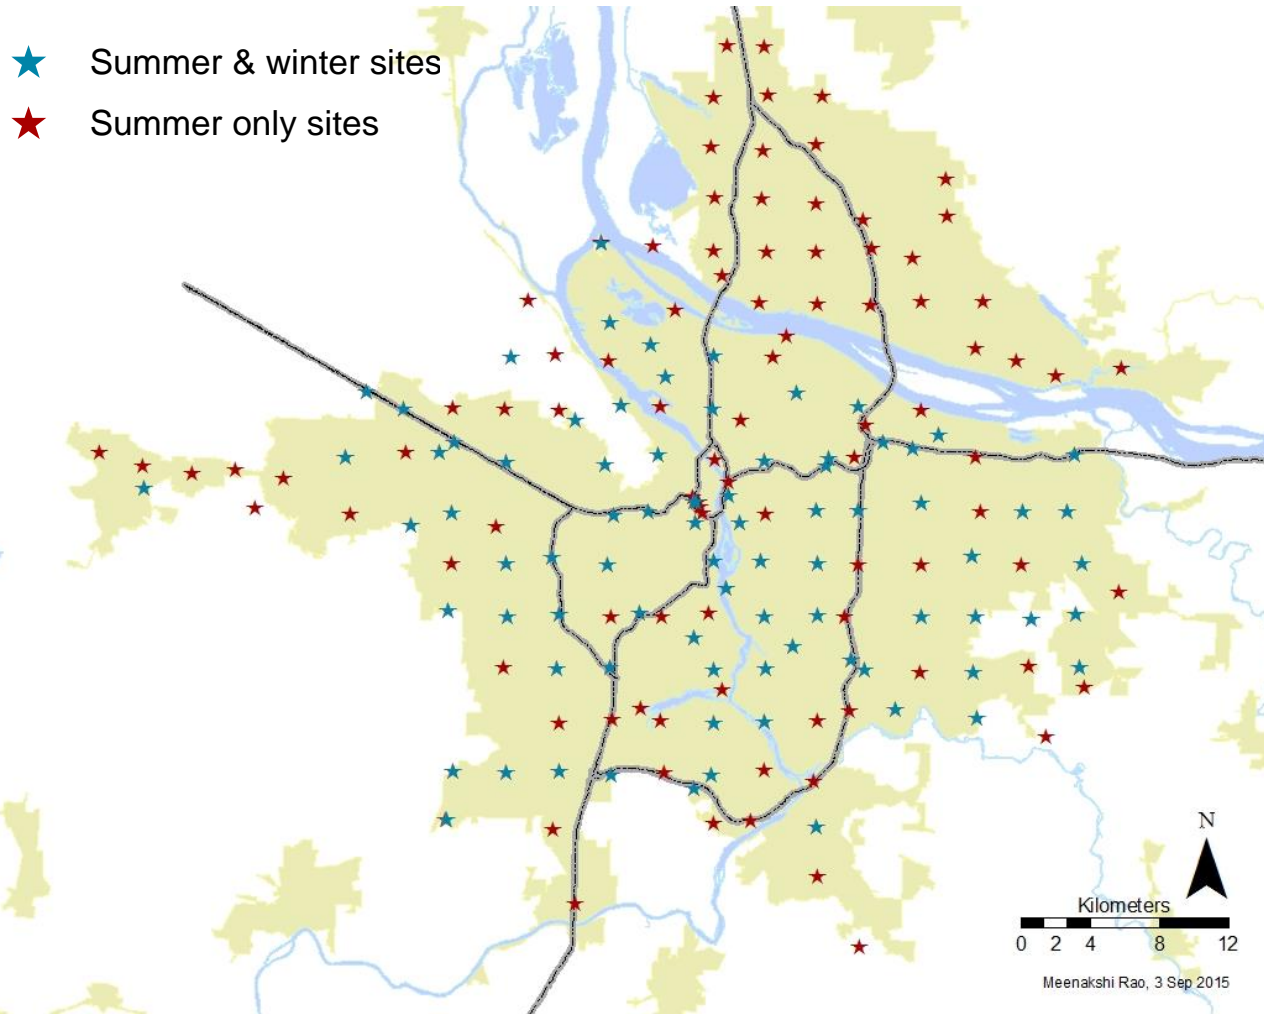 Summer & winter sites
Summer only sites
N
Kilometers
0 2 4 8 12
Meenakshi Rao, 3 Sep 2015